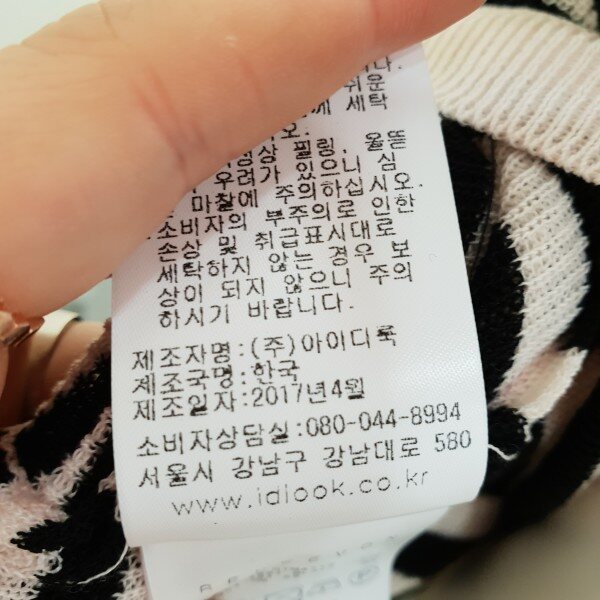 쉬운
세탁
오.
필링, 올뜯
우려가 있으니 심
마찰에 주의하십시오.
소비자의 부주의로 인한
손상 및 취급표시대로
세탁하지 않는 경우 보
상이 되지 않으니 주의
하시기 바랍니다.
제조자명:(주)아이디룩
제조국명:한국
제조일자:2017년4월
소비자상담실:080-044-8994
서울시 강남구 강남대로 580
www.idlook.co.kr